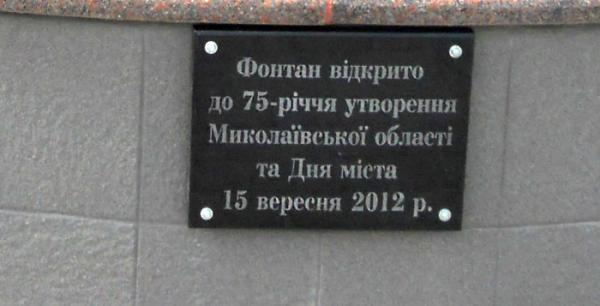 Фонтан відкрито
до 75-річчя утворення
Миколаївської області
та Дня міста
15 вересня 2012 р.